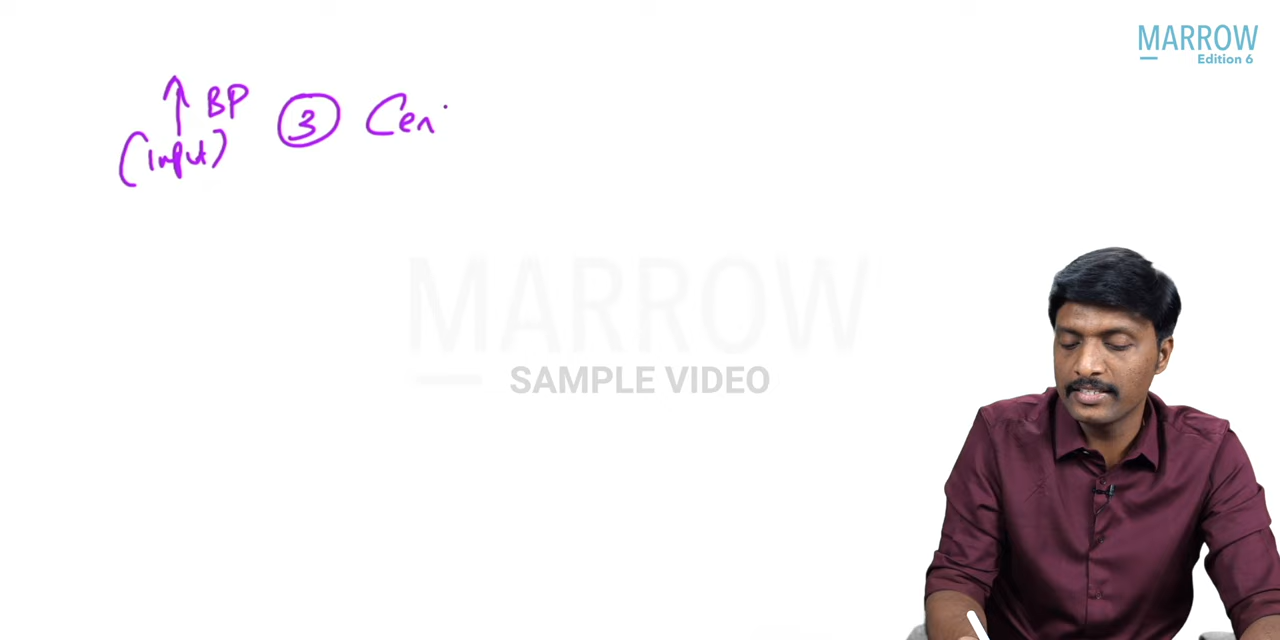 MARROW
Edition 6
↑ BP
(Input)
③ Cen
MARROW
SAMPLE VIDEO